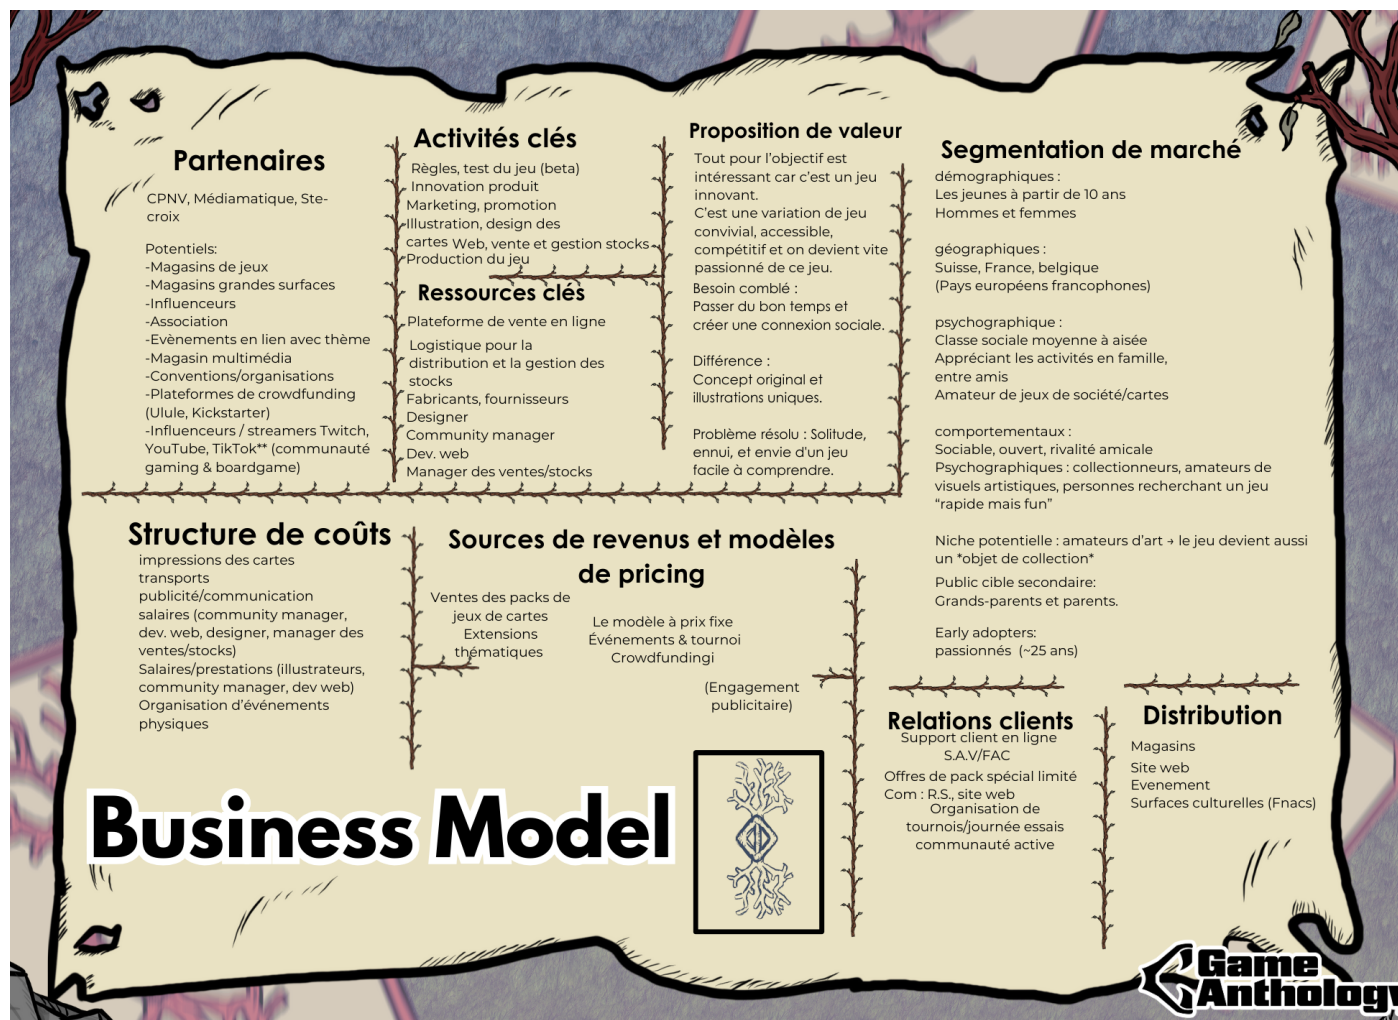 Partenaires
CPNV, Médiamatique, Ste-
croix
Potentiels:
-Magasins de jeux
-Magasins grandes surfaces
-Influenceurs
-Association
-Evènements en lien avec thème
-Magasin multimédia
-Conventions/organisations
-Plateformes de crowdfunding
(Ulule, Kickstarter)
-Influenceurs / streamers Twitch,
YouTube, TikTok** (communauté
gaming & boardgame)
Activités clés
Règles, test du jeu (beta)
Innovation produit
Marketing, promotion
Illustration, design des
cartes Web, vente et gestion stocks
Production du jeu
Ressources clés
Plateforme de vente en ligne
Logistique pour la
distribution et la gestion des
stocks
Fabricants, fournisseurs
Designer
Community manager
Dev. web
Manager des ventes/stocks
Proposition de valeur
Tout pour l'objectif est
intéressant car c'est un jeu
innovant.
C'est une variation de jeu
convivial, accessible,
compétitif et on devient vite
passionné de ce jeu.
Besoin comblé :
Passer du bon temps et
créer une connexion sociale.
Différence :
Concept original et
illustrations uniques.
Problème résolu : Solitude,
ennui, et envie d'un jeu
facile à comprendre.
Segmentation de marché
démographiques :
Les jeunes à partir de 10 ans
Hommes et femmes
géographiques :
Suisse, France, belgique
(Pays européens francophones)
psychographique :
Classe sociale moyenne à aisée
Appréciant les activités en famille,
entre amis
Amateur de jeux de société/cartes
comportementaux :
Sociable, ouvert, rivalité amicale
Psychographiques : collectionneurs, amateurs de
visuels artistiques, personnes recherchant un jeu
"rapide mais fun"
Niche potentielle : amateurs d'art → le jeu devient aussi
un *objet de collection*
Public cible secondaire:
Grands-parents et parents.
Early adopters:
passionnés (~25 ans)
Structure de coûts
impressions des cartes
transports
publicité/communication
salaires (community manager,
dev. web, designer, manager des
ventes/stocks)
Salaires/prestations (illustrateurs,
community manager, dev web)
Organisation d'événements
physiques
Sources de revenus et modèles
de pricing
Ventes des packs de
jeux de cartes
Extensions
thématiques
Le modèle à prix fixe
Événements & tournoi
Crowdfundingi
(Engagement
publicitaire)
Relations clients
Support client en ligne
S.A.V/FAC
Offres de pack spécial limité
Com : R.S., site web
Organisation de
tournois/journée essais
communauté active
Distribution
Magasins
Site web
Evenement
Surfaces culturelles (Fnacs)
Business Model
Game
Anthology